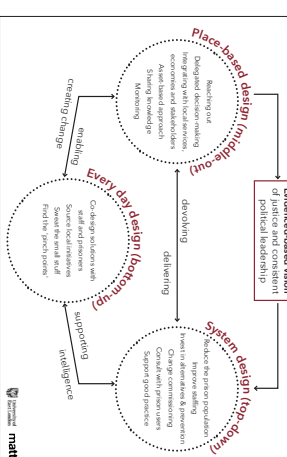 Evidence-based vision
of justice and consistent
political leadership
Place-based design (middle-out)
Reaching out
Delegated decision-making
Integrating with local services,
economies and stakeholders
Asset-based approach
Sharing knowledge
Monitoring
devolving
delivering
System design (top-down)
Reduce the prison population
Improve staffing
Invest in alternatives & prevention
Change commissioning
Consult with prison users
Support good practice
creating change
enabling
Every day design (bottom-up)
Co-design solutions with
staff and prisoners
Source local initiatives
Sweat the small stuff
Find the 'pinch points'
supporting
intelligence
matt